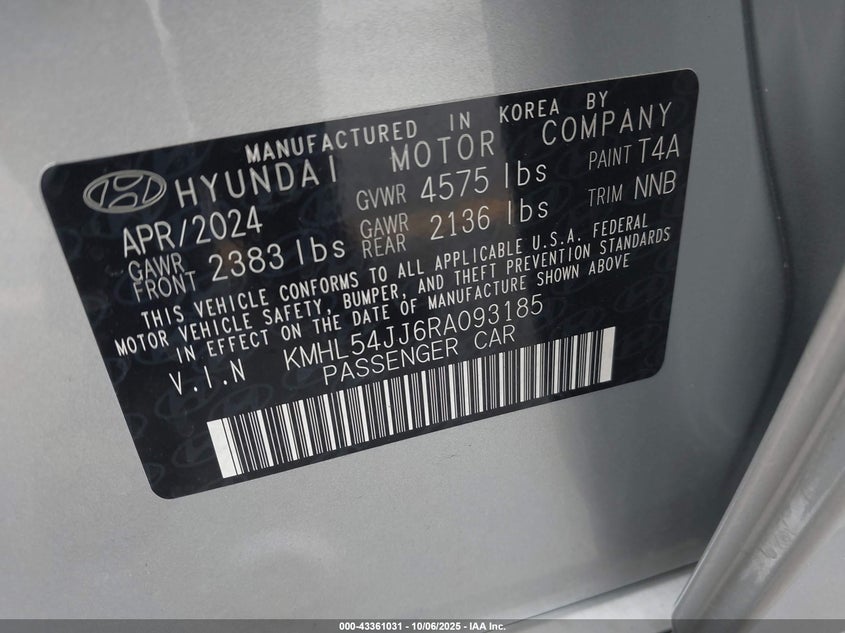 MANUFACTURED IN KOREA BY
HYUNDAI MOTOR COMPANY
APR/2024 GVWR 4575 lbs PAINT T4A
GAWR FRONT 2383 lbs GAWR REAR 2136 lbs TRIM NNB
THIS VEHICLE CONFORMS TO ALL APPLICABLE U.S.A. FEDERAL
MOTOR VEHICLE SAFETY, BUMPER, AND THEFT PREVENTION STANDARDS
IN EFFECT ON THE DATE OF MANUFACTURE SHOWN ABOVE
V.I.N KMHL54JJ6RA093185
PASSENGER CAR
000-43361031 - 10/06/2025 - IAA Inc.